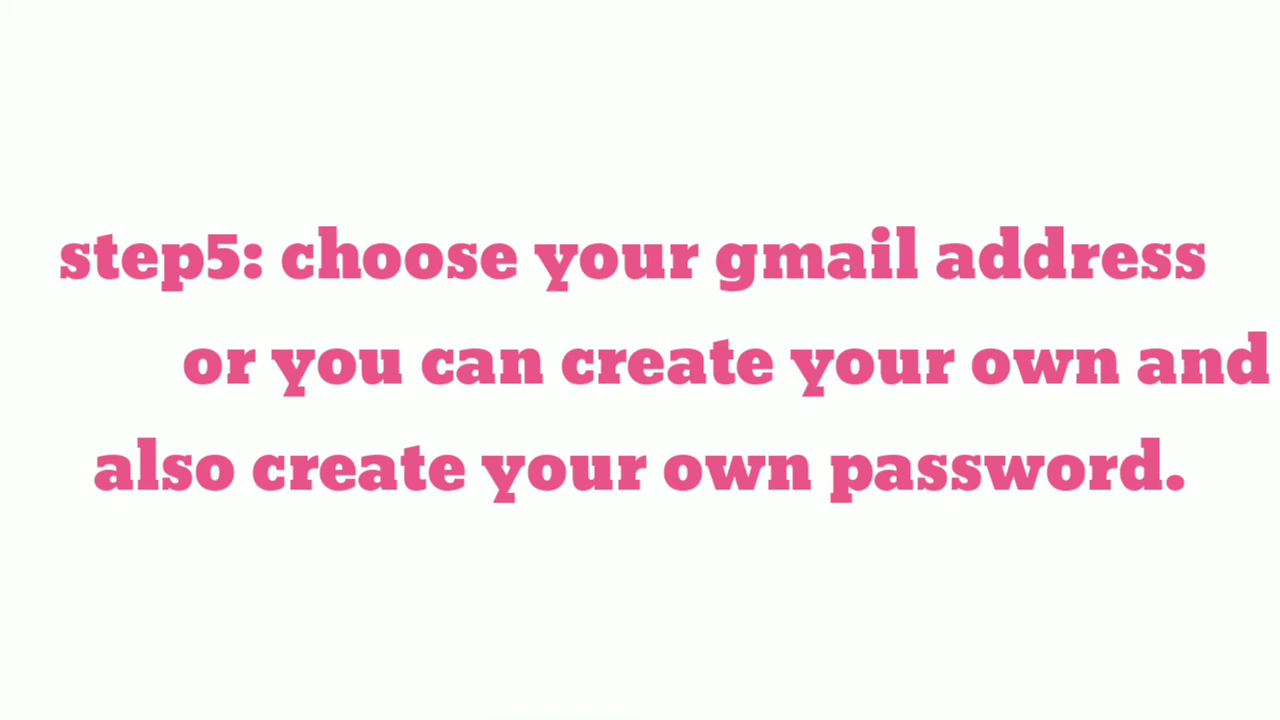 step5: choose your gmail address
or you can create your own and
also create your own password.